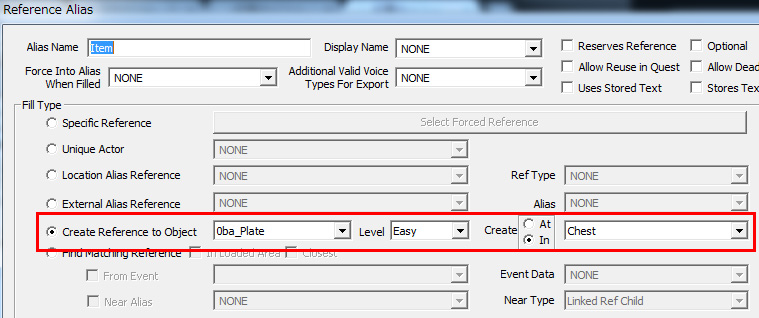 Reference Alias
Alias Name Item Display Name NONE Reserves Reference Optional
Force Into Alias When Filled NONE Additional Valid Voice Types For Export NONE Allow Reuse in Quest Allow Dead
Uses Stored Text Stores Tex
Fill Type
Specific Reference Select Forced Reference
Unique Actor NONE
Location Alias Reference NONE Ref Type NONE
External Alias Reference NONE Alias NONE
Create Reference to Object 0ba_Plate Level Easy Create At In Chest
Find Matching Reference In Loaded Area Closest
From Event Event Data NONE
Near Alias NONE Near Type Linked Ref Child